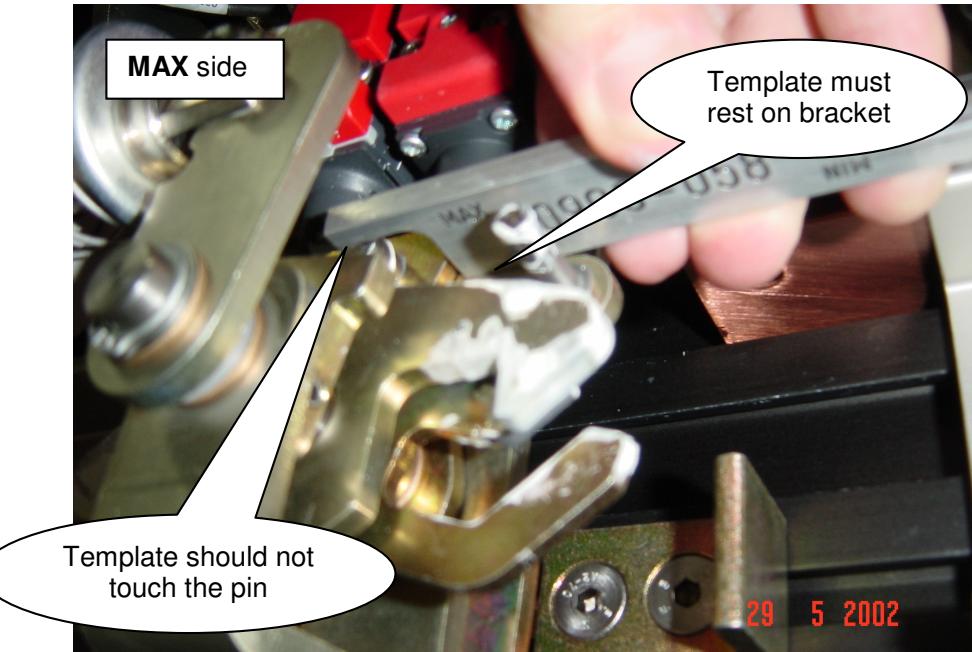 MAX side
Template must
rest on bracket
MAX
MIN
Template should not
touch the pin
29 5 2002